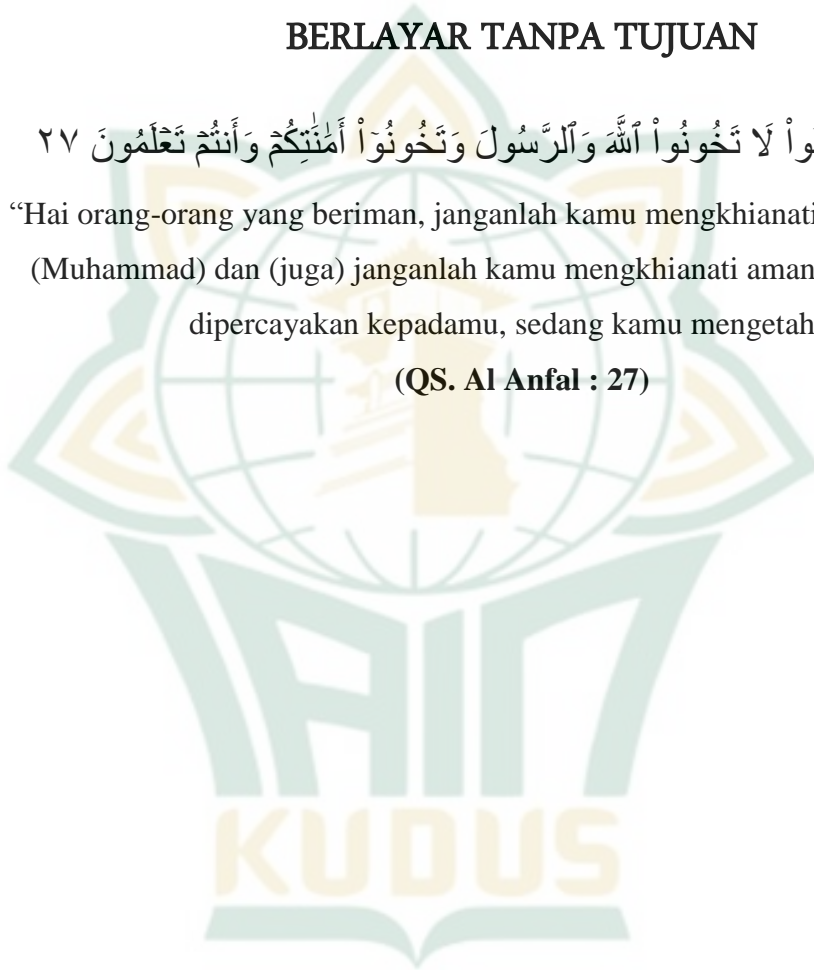 BERLAYAR TANPA TUJUAN
لَا تَخُونُواْ ٱللَّهَ وَٱلرَّسُولَ وَتَخُونُوٓاْ أَمَٰنَٰتِكُمۡ وَأَنتُمۡ تَعۡلَمُونَ ٢٧
“Hai orang-orang yang beriman, janganlah kamu mengkhianati
(Muhammad) dan (juga) janganlah kamu mengkhianati aman
dipercayakan kepadamu, sedang kamu mengetah
(QS. Al Anfal : 27)
IAIN
KUDUS